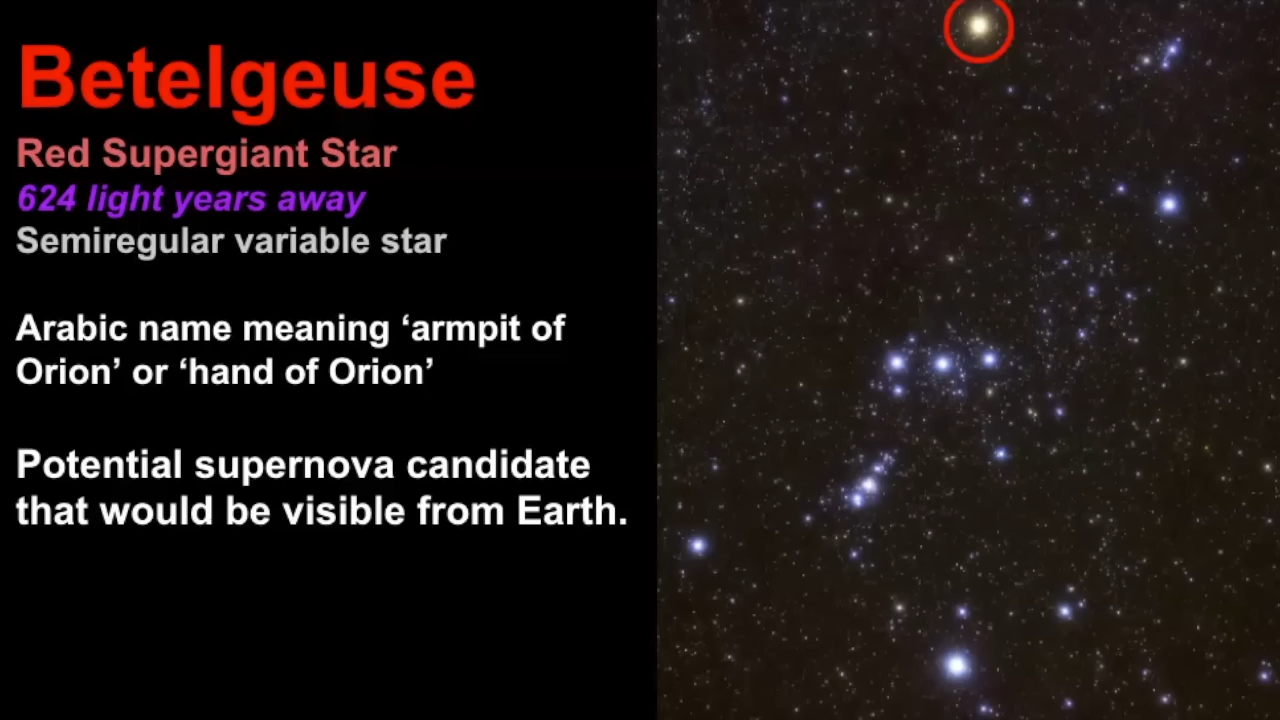 Betelgeuse
Red Supergiant Star
624 light years away
Semiregular variable star
Arabic name meaning ‘armpit of
Orion’ or ‘hand of Orion’
Potential supernova candidate
that would be visible from Earth.